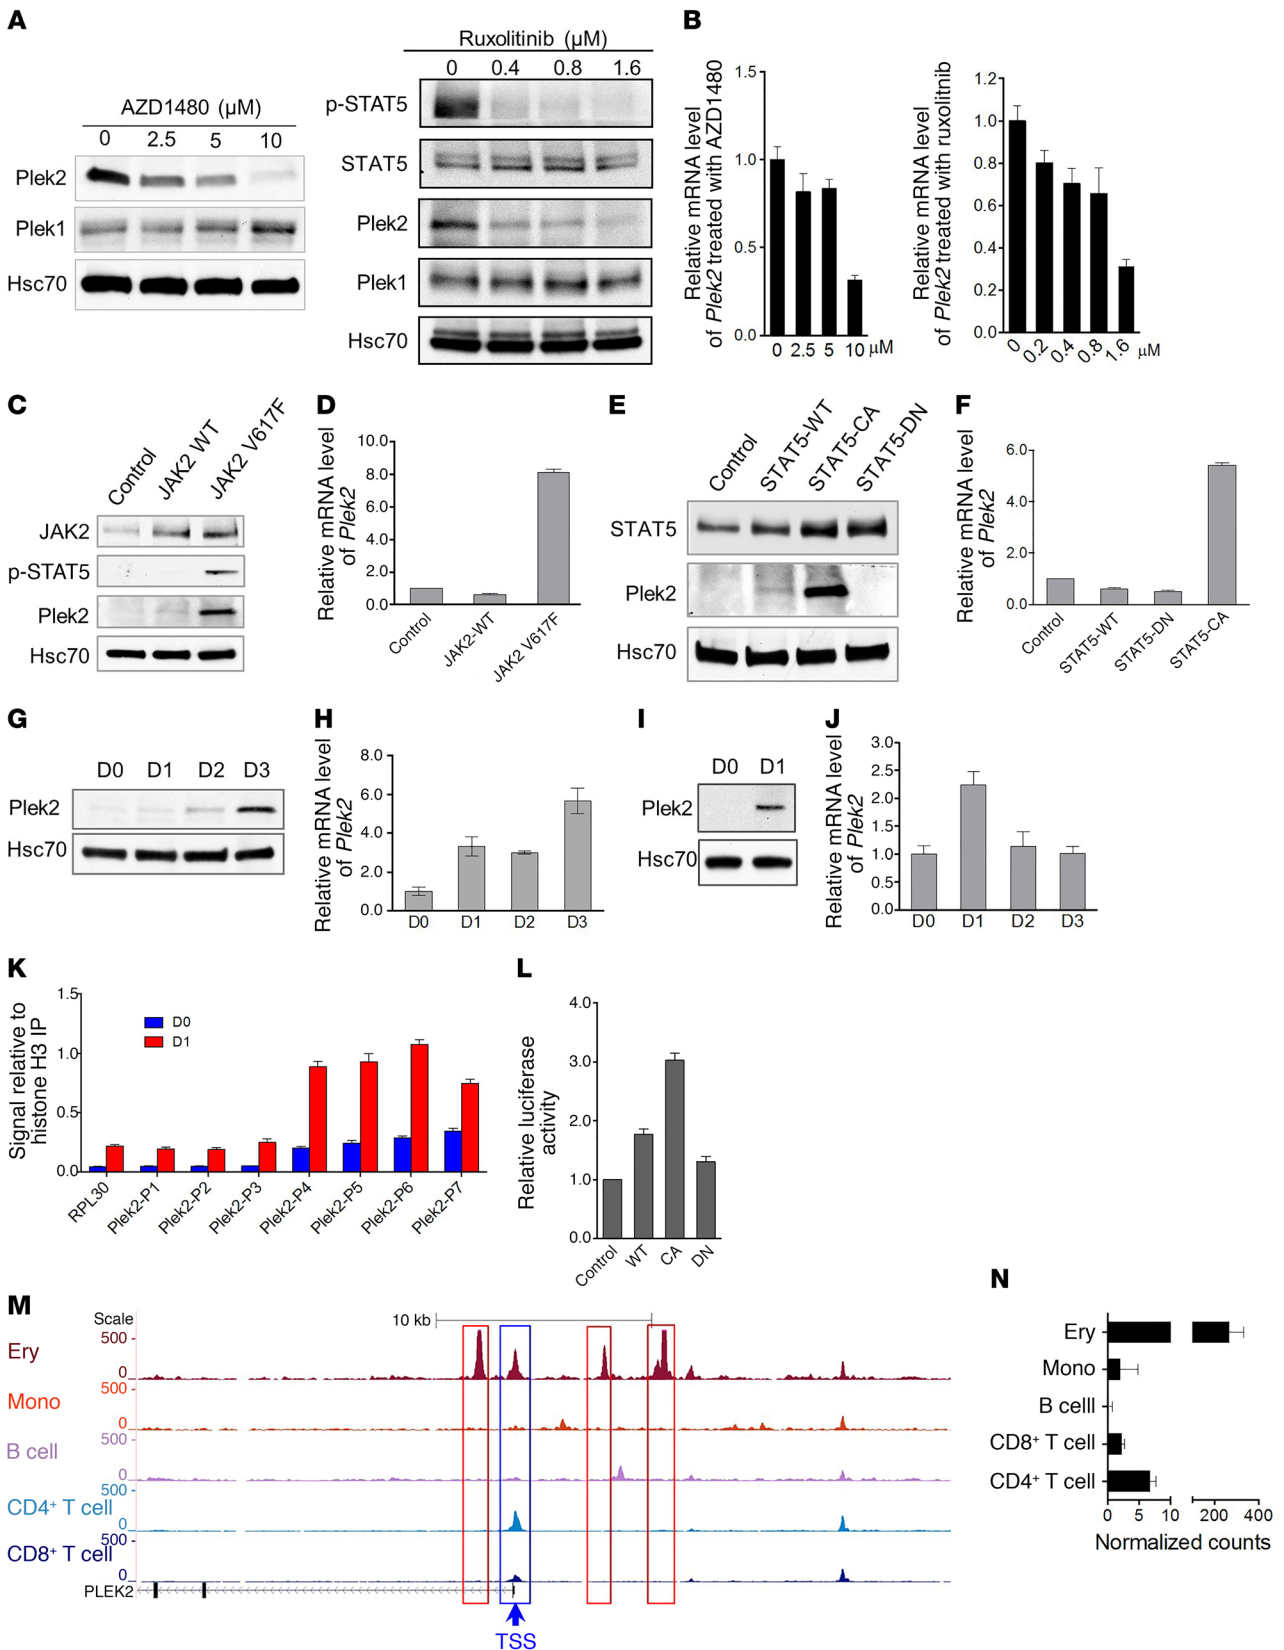 A
AZD1480 (µM)
0 2.5 5 10
Plek2
Plek1
Hsc70
Ruxolitinib (µM)
0 0.4 0.8 1.6
p-STAT5
STAT5
Plek2
Plek1
Hsc70
B
Relative mRNA level
of Plek2 treated with AZD1480
1.5
1.0
0.5
0.0
0 2.5 5 10 µM
Relative mRNA level
of Plek2 treated with ruxolitnib
1.2
1.0
0.8
0.6
0.4
0.2
0.0
0 0.2 0.4 0.8 1.6 µM
C
Control JAK2 WT JAK2 V617F
JAK2
p-STAT5
Plek2
Hsc70
D
Relative mRNA level
of Plek2
10.0
8.0
6.0
4.0
2.0
0.0
Control JAK2-WT JAK2 V617F
E
Control STAT5-WT STAT5-CA STAT5-DN
STAT5
Plek2
Hsc70
F
Relative mRNA level
of Plek2
6.0
4.0
2.0
0.0
Control STAT5-WT STAT5-DN STAT5-CA
G
D0 D1 D2 D3
Plek2
Hsc70
H
Relative mRNA level
of Plek2
8.0
6.0
4.0
2.0
0.0
D0 D1 D2 D3
I
D0 D1
Plek2
Hsc70
J
Relative mRNA level
of Plek2
3.0
2.5
2.0
1.5
1.0
0.5
0.0
D0 D1 D2 D3
K
Signal relative to
histone H3 IP
1.5
1.0
0.5
0.0
D0
D1
RPL30 Plek2-P1 Plek2-P2 Plek2-P3 Plek2-P4 Plek2-P5 Plek2-P6 Plek2-P7
L
Relative luciferase
activity
4.0
3.0
2.0
1.0
0.0
Control WT CA DN
M
Scale 10 kb
Ery 500
0
Mono 500
0
B cell 500
0
CD4+ T cell 500
0
CD8+ T cell 500
0
PLEK2
TSS
N
Ery
Mono
B celll
CD8+ T cell
CD4+ T cell
0 5 10 200 400
Normalized counts